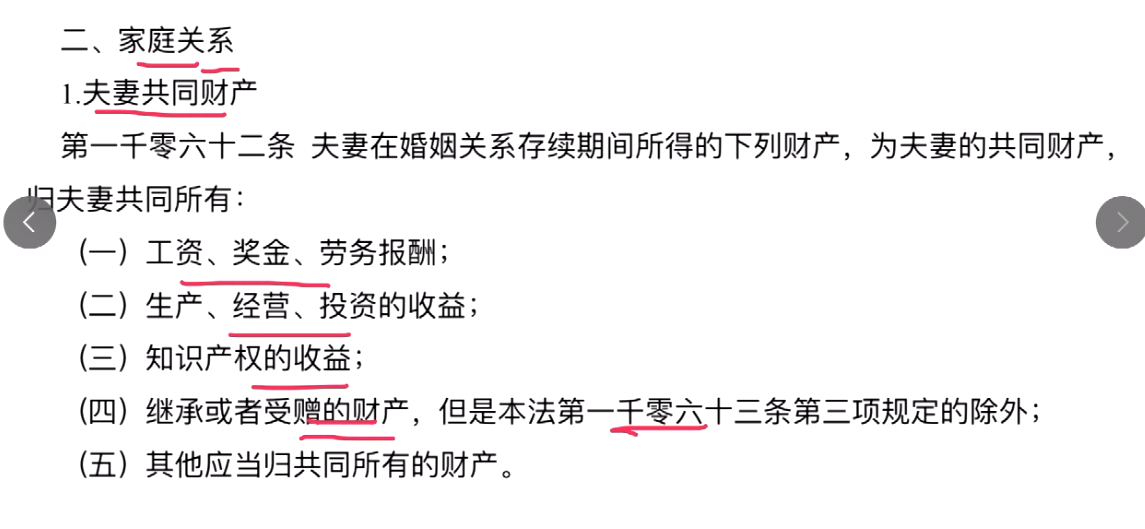 二、家庭关系
1.夫妻共同财产
第一千零六十二条 夫妻在婚姻关系存续期间所得的下列财产，为夫妻的共同财产，
归夫妻共同所有：
（一）工资、奖金、劳务报酬；
（二）生产、经营、投资的收益；
（三）知识产权的收益；
（四）继承或者受赠的财产，但是本法第一千零六十三条第三项规定的除外；
（五）其他应当归共同所有的财产。